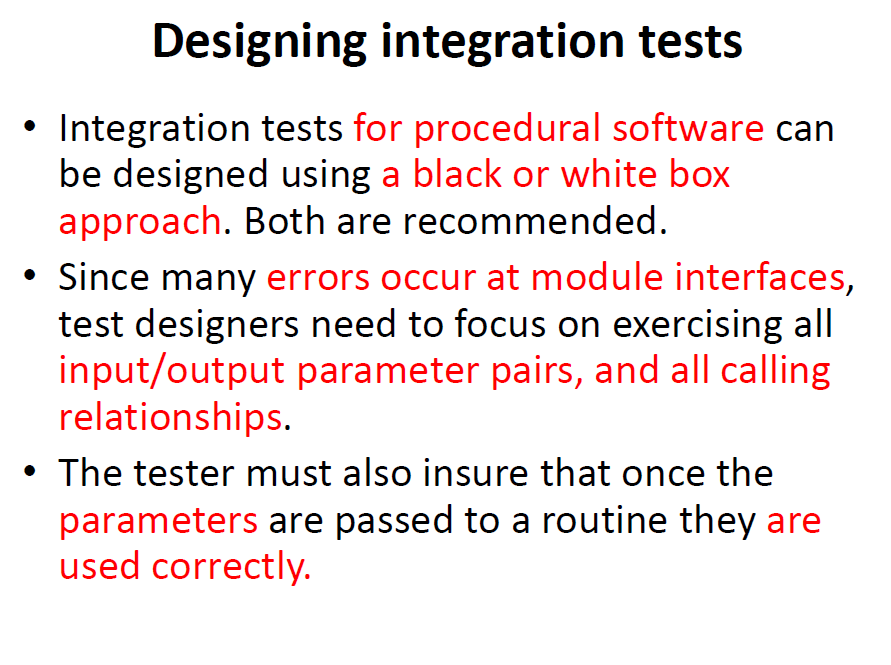 Designing integration tests
• Integration tests for procedural software can
be designed using a black or white box
approach. Both are recommended.
• Since many errors occur at module interfaces,
test designers need to focus on exercising all
input/output parameter pairs, and all calling
relationships.
• The tester must also insure that once the
parameters are passed to a routine they are
used correctly.